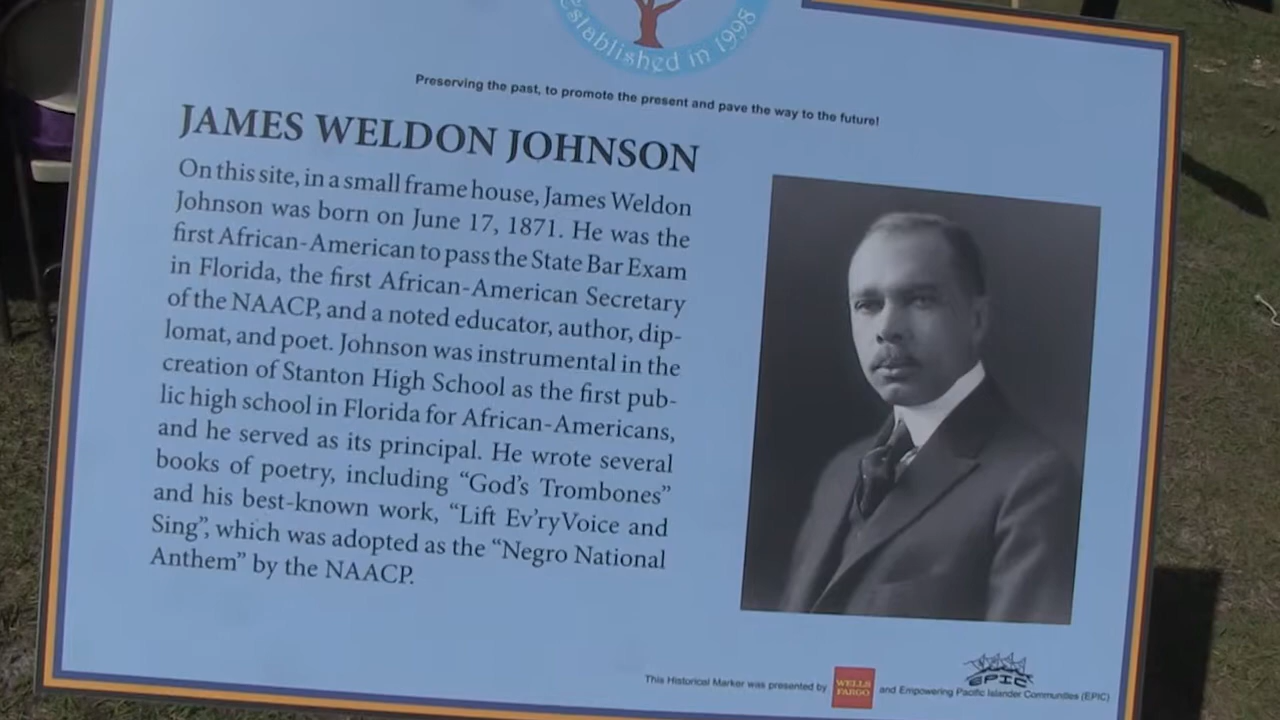 Established in 1998
Preserving the past, to promote the present and pave the way to the future!
JAMES WELDON JOHNSON
On this site, in a small frame house, James Weldon
Johnson was born on June 17, 1871. He was the
first African-American to pass the State Bar Exam
in Florida, the first African-American Secretary
of the NAACP, and a noted educator, author, dip-
lomat, and poet. Johnson was instrumental in the
creation of Stanton High School as the first pub-
lic high school in Florida for African-Americans,
and he served as its principal. He wrote several
books of poetry, including “God’s Trombones”
and his best-known work, “Lift Ev’ryVoice and
Sing”, which was adopted as the “Negro National
Anthem” by the NAACP.
This Historical Marker was presented by WELLS FARGO and Empowering Pacific Islander Communities (EPIC)
EPIC